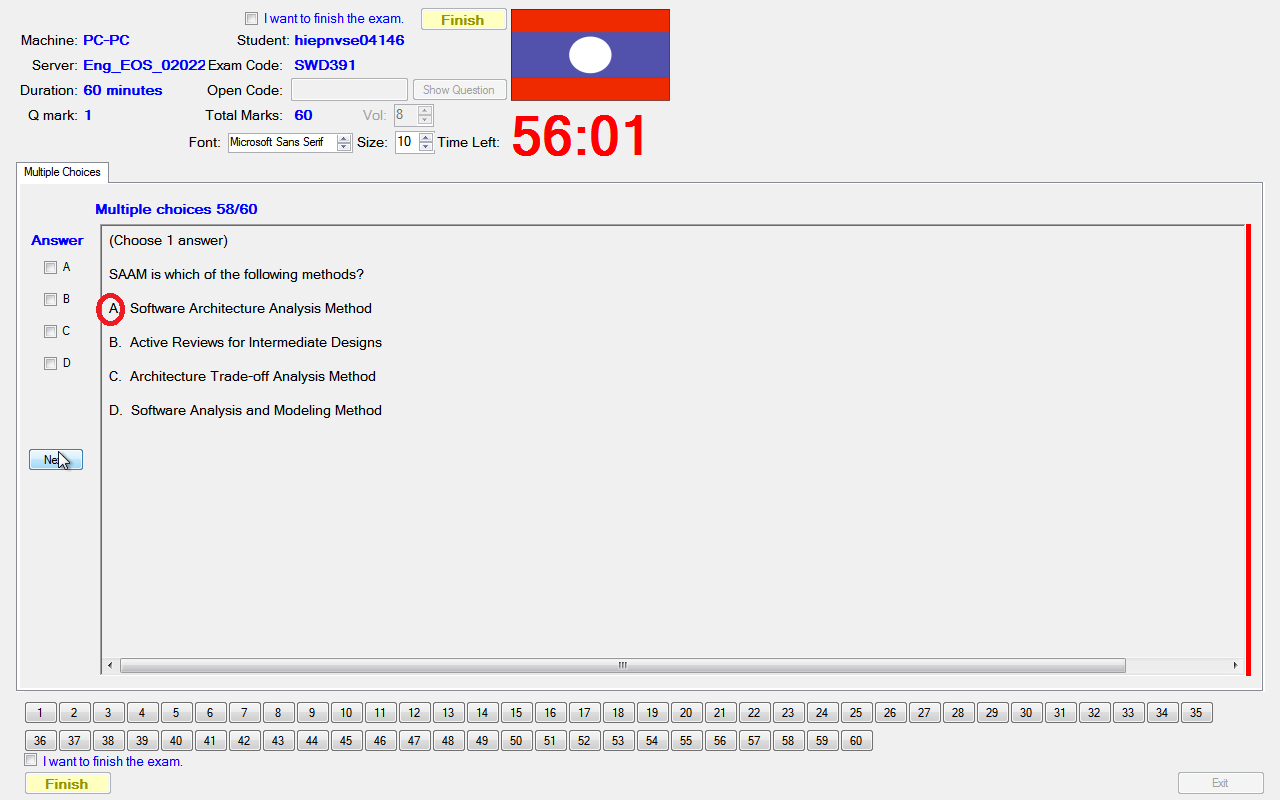 I want to finish the exam. Finish
Machine: PC-PC Student: hiepnvse04146
Server: Eng_EOS_02022 Exam Code: SWD391
Duration: 60 minutes Open Code: Show Question
Q mark: 1 Total Marks: 60 Vol: 8
Font: Microsoft Sans Serif Size: 10 Time Left: 56:01
Multiple Choices
Multiple choices 58/60
Answer
(Choose 1 answer)
A
SAAM is which of the following methods?
B
A. Software Architecture Analysis Method
C
B. Active Reviews for Intermediate Designs
D
C. Architecture Trade-off Analysis Method
D. Software Analysis and Modeling Method
1 2 3 4 5 6 7 8 9 10 11 12 13 14 15 16 17 18 19 20 21 22 23 24 25 26 27 28 29 30 31 32 33 34 35
36 37 38 39 40 41 42 43 44 45 46 47 48 49 50 51 52 53 54 55 56 57 58 59 60
I want to finish the exam.
Finish Exit